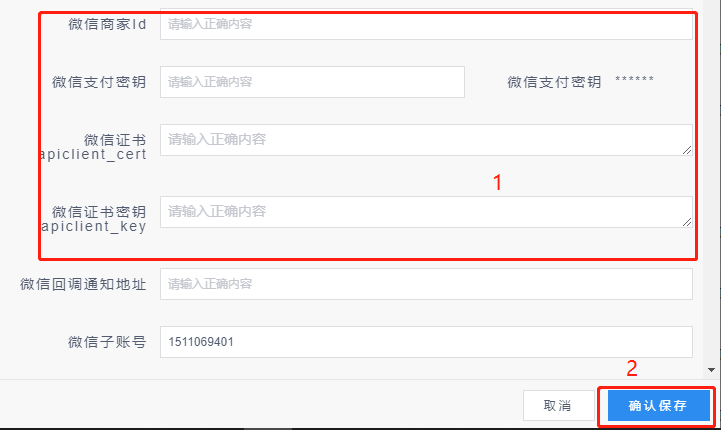 微信商家Id 请输入正确内容
微信支付密钥 请输入正确内容 微信支付密钥 ******
微信证书 请输入正确内容
apiclient_cert
1
微信证书密钥 请输入正确内容
apiclient_key
微信回调通知地址 请输入正确内容
微信子账号 1511069401
2
取消 确认保存